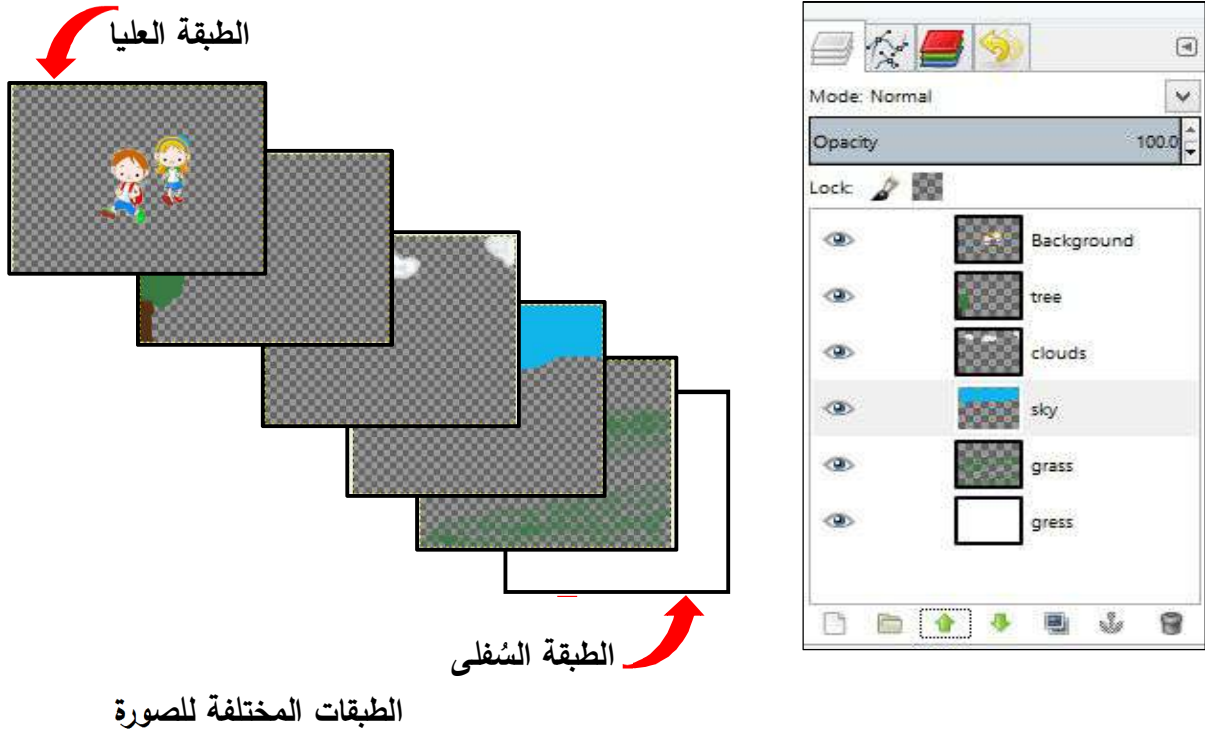 الطبقة العليا
Mode: Normal
Opacity 100.0
Lock:
Background
tree
clouds
sky
grass
gress
الطبقة السُفلى
الطبقات المختلفة للصورة